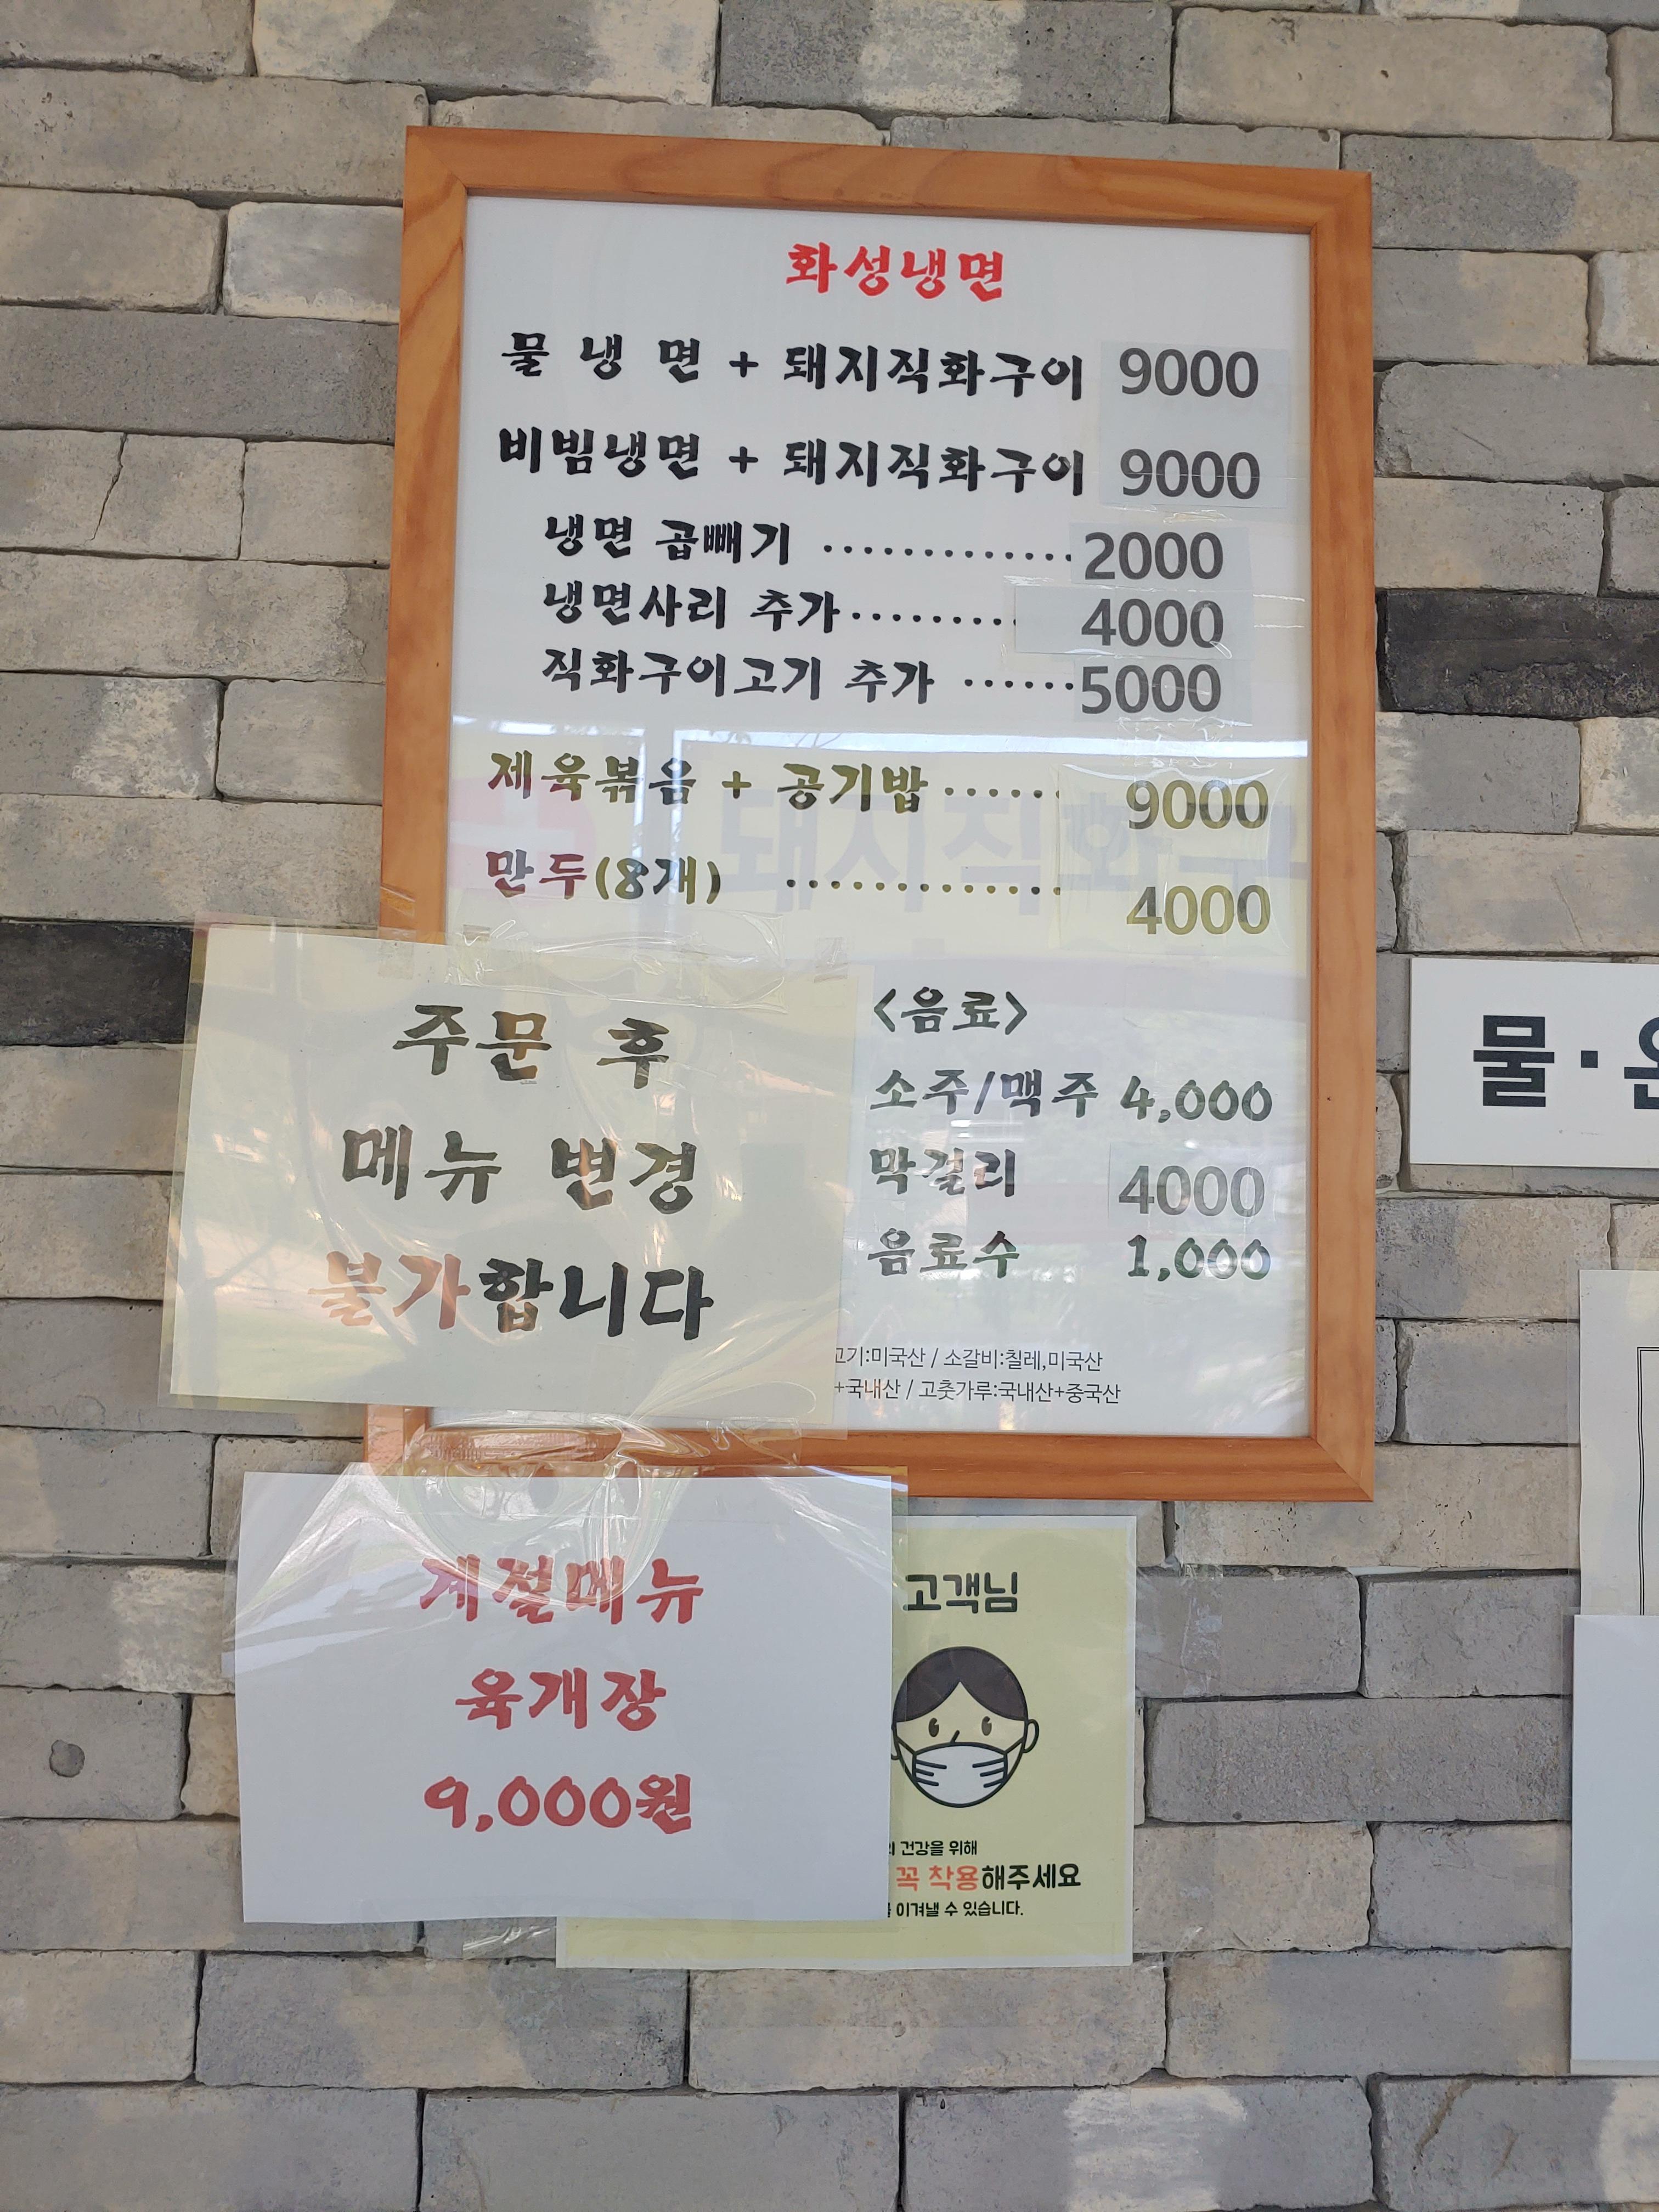 화성냉면
물 냉 면 + 돼지직화구이 9000
비빔냉면 + 돼지직화구이 9000
냉면 곱빼기 ············· 2000
냉면사리 추가········· 4000
직화구이고기 추가 ······ 5000
제육볶음 + 공기밥 ······ 9000
만두(8개) ·············· 4000
<음료>
소주/맥주 4,000
막걸리 4000
음료수 1,000
고기:미국산 / 소갈비:칠레,미국산
+국내산 / 고춧가루:국내산+중국산
주문 후
메뉴 변경
불가합니다
계절메뉴
육개장
9,000원
고객님
건강을 위해
꼭 착용해주세요
이겨낼 수 있습니다.
물·온